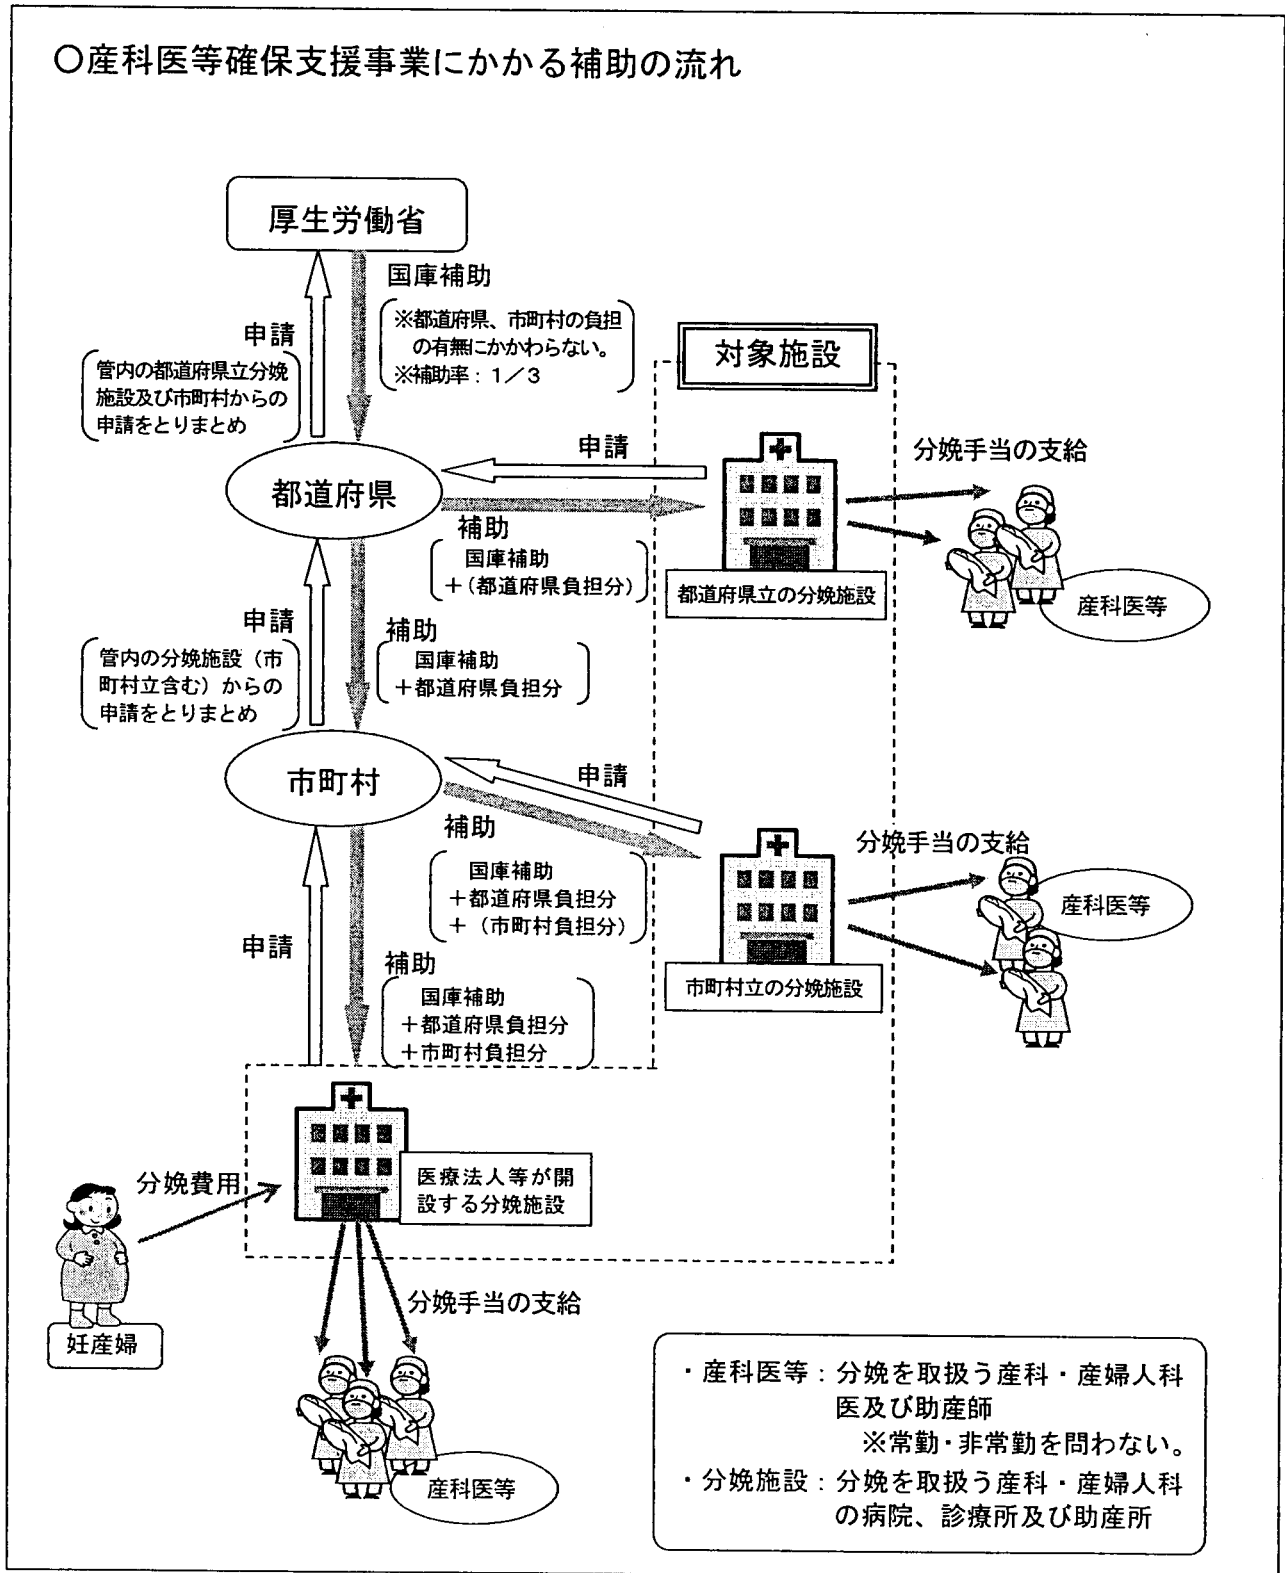 〇産科医等確保支援事業にかかる補助の流れ
厚生労働省
国庫補助
※都道府県、市町村の負担
の有無にかかわらない。
※補助率：１／３
申請
管内の都道府県立分娩
施設及び市町村からの
申請をとりまとめ
対象施設
都道府県
申請
補助
国庫補助
＋（都道府県負担分）
都道府県立の分娩施設
分娩手当の支給
産科医等
申請
管内の分娩施設（市
町村立含む）からの
申請をとりまとめ
補助
国庫補助
＋都道府県負担分
市町村
申請
補助
国庫補助
＋都道府県負担分
＋（市町村負担分）
市町村立の分娩施設
分娩手当の支給
産科医等
申請
補助
国庫補助
＋都道府県負担分
＋市町村負担分
医療法人等が開
設する分娩施設
分娩費用
妊産婦
分娩手当の支給
産科医等
・産科医等：分娩を取扱う産科・産婦人科
医及び助産師
※常勤・非常勤を問わない。
・分娩施設：分娩を取扱う産科・産婦人科
の病院、診療所及び助産所